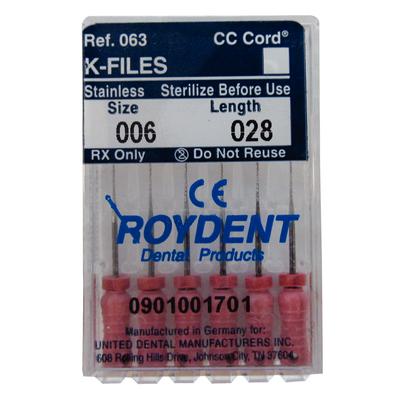 Ref. 063 CC Cord®
K-FILES
Stainless Sterilize Before Use
Size Length
006 028
RX Only Do Not Reuse
CE
ROYDENT
Dental Products
0901001701
Manufactured in Germany for:
UNITED DENTAL MANUFACTURERS INC.
608 Rolling Hills Drive, Johnson City, TN 37604